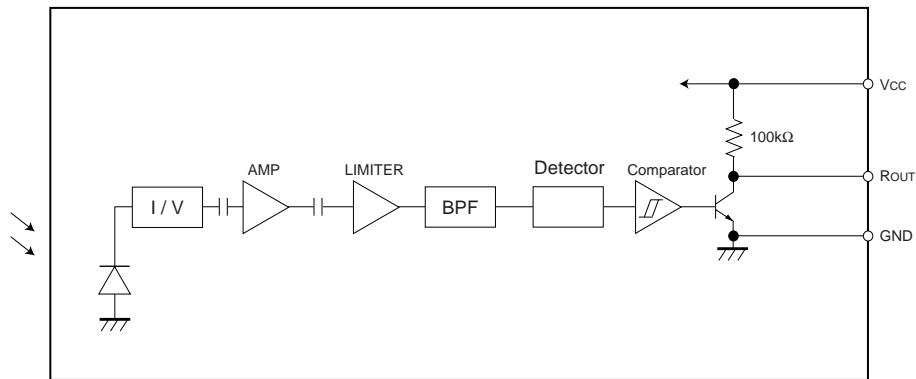 VCC
100kΩ
AMP
LIMITER
Detector
Comparator
ROUT
I / V
BPF
GND